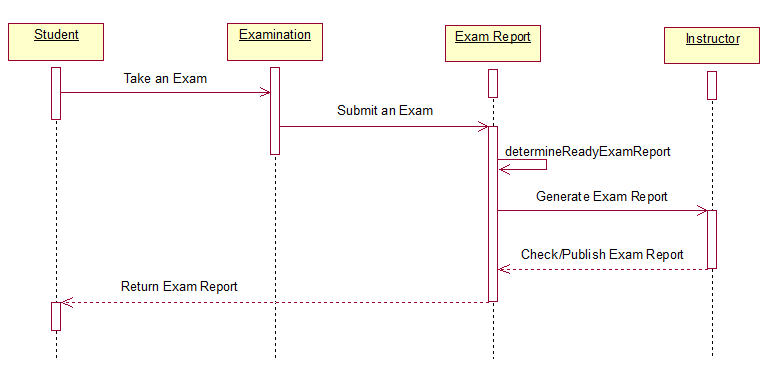 Student
Examination
Exam Report
Instructor
Take an Exam
Submit an Exam
determineReadyExamReport
Generate Exam Report
Check/Publish Exam Report
Return Exam Report